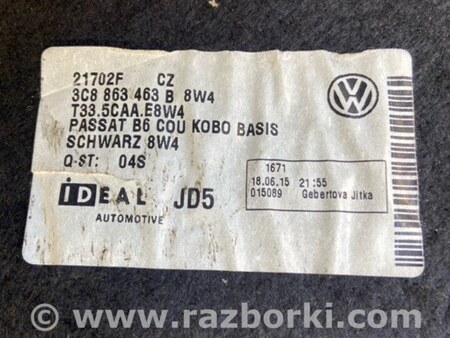 21702F CZ
3C8 863 463 B 8W4
T33.5CAA.E8W4
PASSAT B6 COU KOBO BASIS
SCHWARZ 8W4
Q-ST: 04S
iDEAL JD5
AUTOMOTIVE
1671
18.06.15 21:55
015089 Gebertova Jitka
www.razborki.com